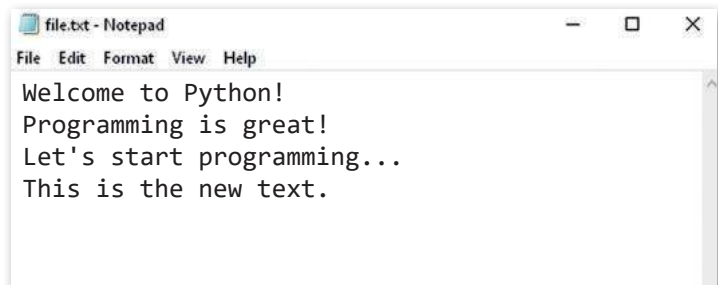 file.txt - Notepad
File Edit Format View Help
Welcome to Python!
Programming is great!
Let's start programming...
This is the new text.